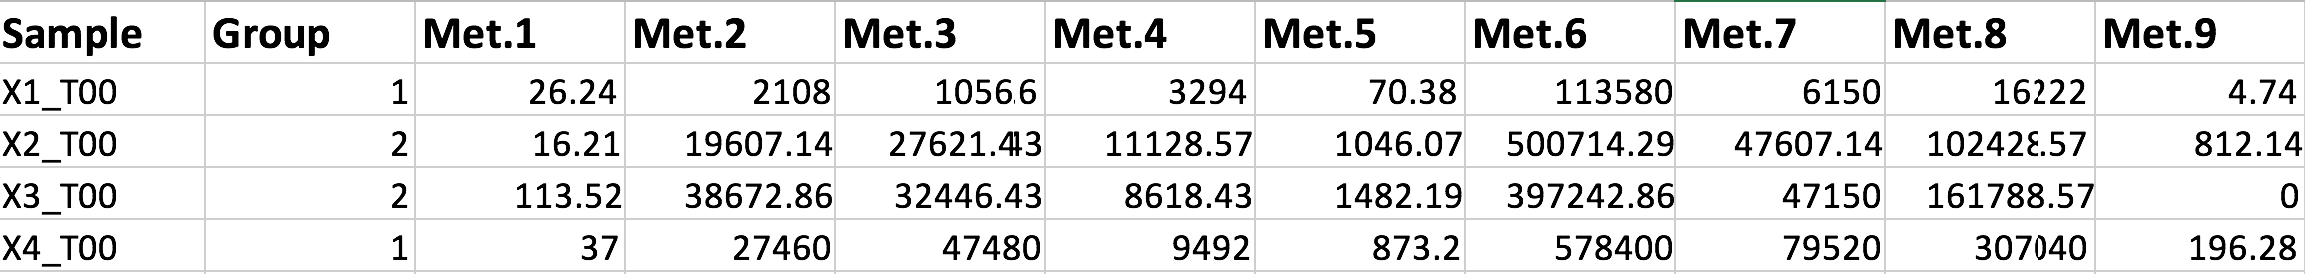 Sample Group Met.1 Met.2 Met.3 Met.4 Met.5 Met.6 Met.7 Met.8 Met.9
X1_T00 1 26.24 2108 1056.6 3294 70.38 113580 6150 16222 4.74
X2_T00 2 16.21 19607.14 27621.43 11128.57 1046.07 500714.29 47607.14 102428.57 812.14
X3_T00 2 113.52 38672.86 32446.43 8618.43 1482.19 397242.86 47150 161788.57 0
X4_T00 1 37 27460 47480 9492 873.2 578400 79520 307040 196.28